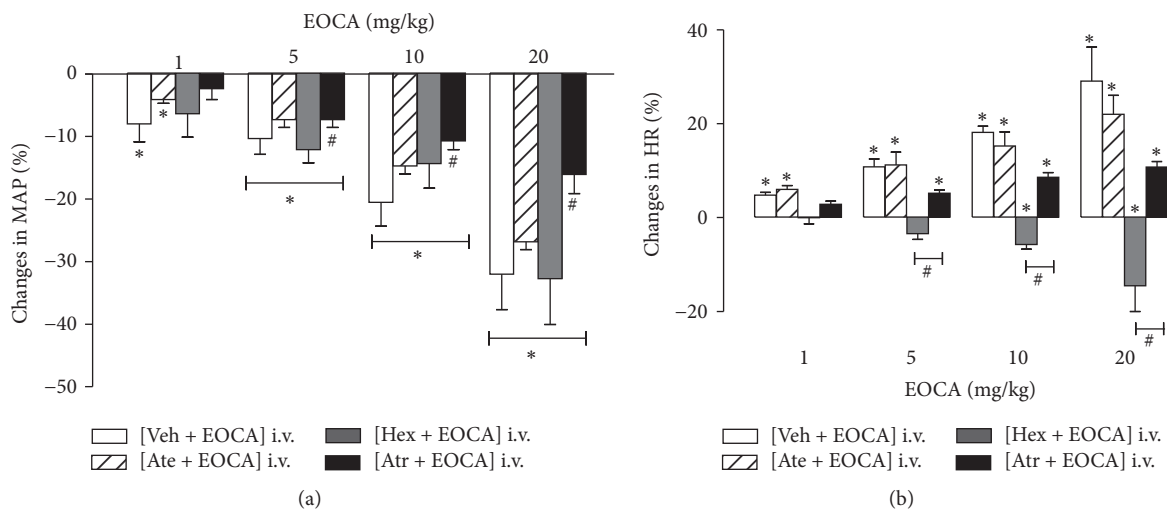 EOCA (mg/kg)
1 5 10 20
0
−10
−20
−30
−40
−50
Changes in MAP (%)
* * # * # * # *
[Veh + EOCA] i.v. [Hex + EOCA] i.v.
[Ate + EOCA] i.v. [Atr + EOCA] i.v.
(a)
40
20
0
−20
Changes in HR (%)
* * * * * # * * * * # * * * * #
1 5 10 20
EOCA (mg/kg)
[Veh + EOCA] i.v. [Hex + EOCA] i.v.
[Ate + EOCA] i.v. [Atr + EOCA] i.v.
(b)